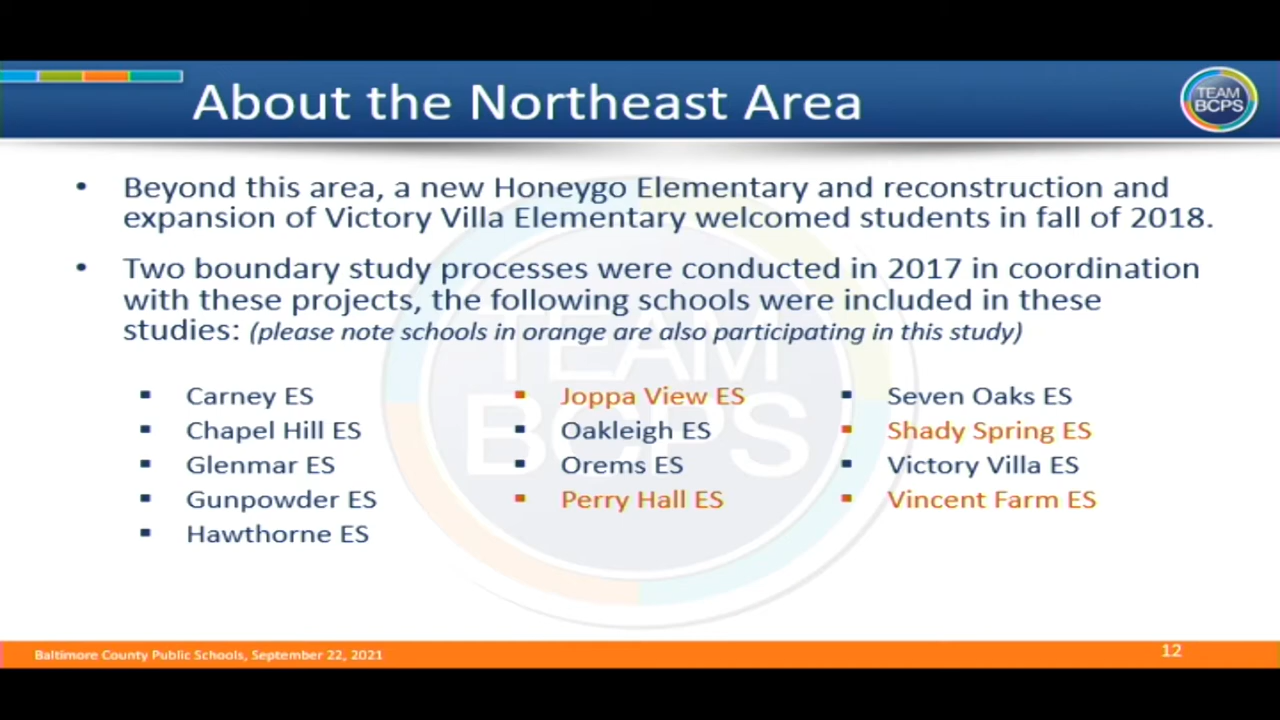 About the Northeast Area
TEAM
BCPS
• Beyond this area, a new Honeygo Elementary and reconstruction and
expansion of Victory Villa Elementary welcomed students in fall of 2018.
• Two boundary study processes were conducted in 2017 in coordination
with these projects, the following schools were included in these
studies: (please note schools in orange are also participating in this study)
TEAM
BCPS
▪ Carney ES
▪ Chapel Hill ES
▪ Glenmar ES
▪ Gunpowder ES
▪ Hawthorne ES
▪ Joppa View ES
▪ Oakleigh ES
▪ Orems ES
▪ Perry Hall ES
▪ Seven Oaks ES
▪ Shady Spring ES
▪ Victory Villa ES
▪ Vincent Farm ES
Baltimore County Public Schools, September 22, 2021
12